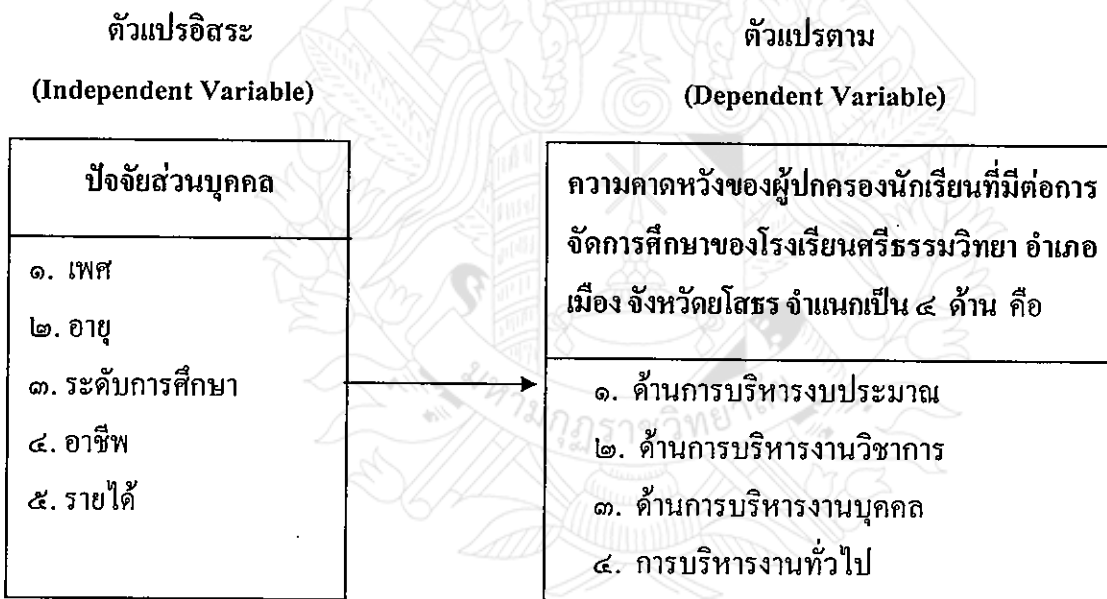 ตัวแปรอิสระ
(Independent Variable)
ปัจจัยส่วนบุคคล
๑. เพศ
๒. อายุ
๓. ระดับการศึกษา
๔. อาชีพ
๕. รายได้
ตัวแปรตาม
(Dependent Variable)
ความคาดหวังของผู้ปกครองนักเรียนที่มีต่อการ
จัดการศึกษาของโรงเรียนศรีธรรมวิทยา อำเภอ
เมือง จังหวัดยโสธร จำแนกเป็น ๔ ด้าน คือ
๑. ด้านการบริหารงบประมาณ
๒. ด้านการบริหารงานวิชาการ
๓. ด้านการบริหารงานบุคคล
๔. การบริหารงานทั่วไป